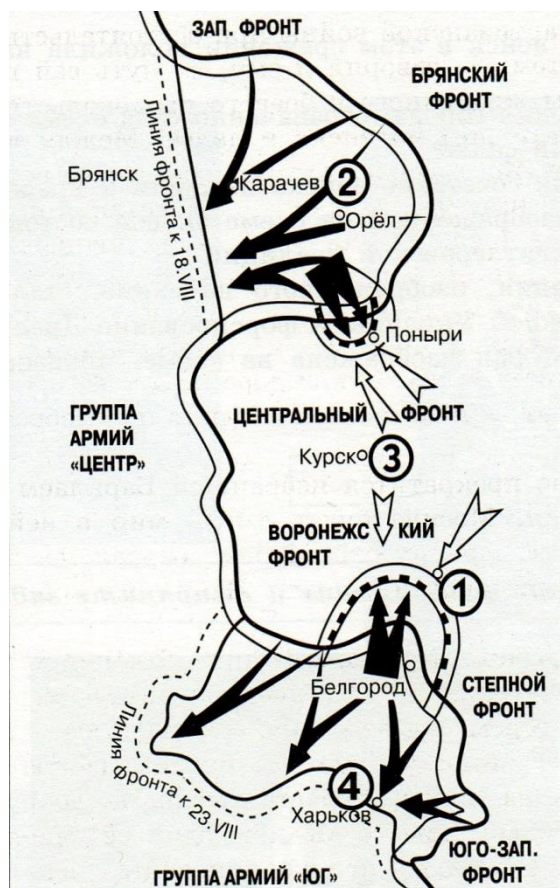 ЗАП. ФРОНТ
БРЯНСКИЙ
ФРОНТ
Линия фронта к 18.VIII
Брянск
Карачев
2
Орёл
Поныри
ГРУППА
АРМИЙ
«ЦЕНТР»
ЦЕНТРАЛЬНЫЙ ФРОНТ
Курск
3
ВОРОНЕЖСКИЙ
ФРОНТ
1
Белгород
СТЕПНОЙ
ФРОНТ
Линия
фронта к 23.VIII
4
Харьков
ЮГО-ЗАП.
ФРОНТ
ГРУППА АРМИЙ «ЮГ»